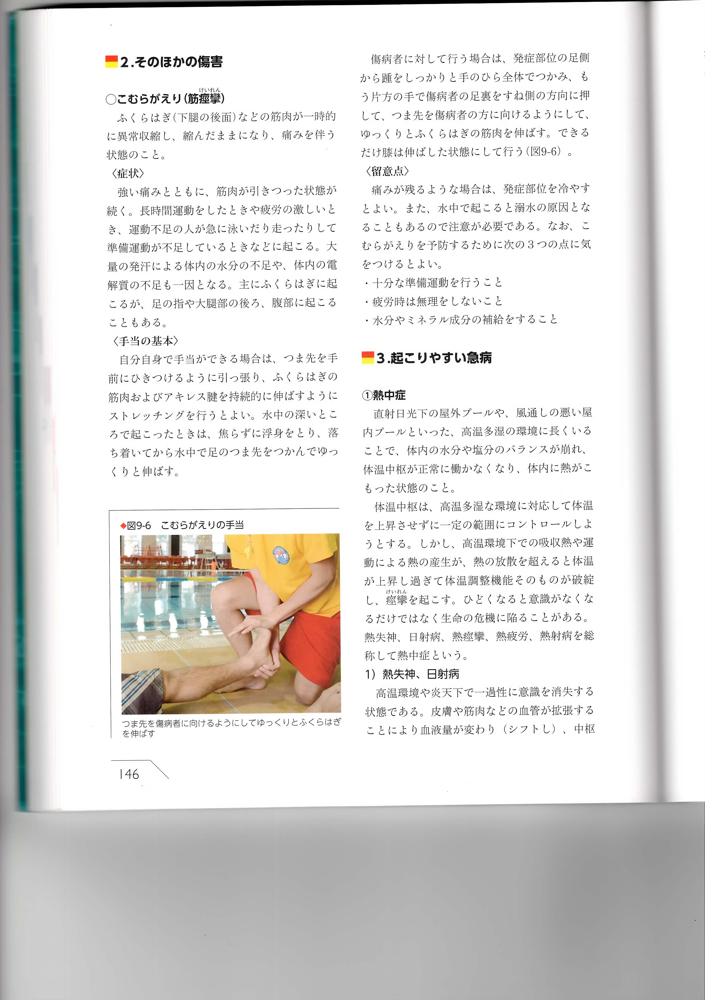 2.そのほかの傷害
けいれん
○こむらがえり(筋痙攣)
ふくらはぎ(下腿の後面)などの筋肉が一時的
に異常収縮し、縮んだままになり、痛みを伴う
状態のこと。
〈症状〉
強い痛みとともに、筋肉が引きつった状態が
続く。長時間運動をしたときや疲労の激しいと
き、運動不足の人が急に泳いだり走ったりして
準備運動が不足しているときなどに起こる。大
量の発汗による体内の水分の不足や、体内の電
解質の不足も一因となる。主にふくらはぎに起
こるが、足の指や大腿部の後ろ、腹部に起こる
こともある。
〈手当の基本〉
自分自身で手当ができる場合は、つま先を手
前にひきつけるように引っ張り、ふくらはぎの
筋肉およびアキレス腱を持続的に伸ばすように
ストレッチングを行うとよい。水中の深いとこ
ろで起こったときは、焦らずに浮身をとり、落
ち着いてから水中で足のつま先をつかんでゆっ
くりと伸ばす。
◆図9-6 こむらがえりの手当
JLA
つま先を傷病者に向けるようにしてゆっくりとふくらはぎ
を伸ばす
146
傷病者に対して行う場合は、発症部位の足側
から踵をしっかりと手のひら全体でつかみ、も
う片方の手で傷病者の足裏をすね側の方向に押
して、つま先を傷病者の方に向けるようにして、
ゆっくりとふくらはぎの筋肉を伸ばす。できる
だけ膝は伸ばした状態にして行う(図9-6)。
〈留意点〉
痛みが残るような場合は、発症部位を冷やす
とよい。また、水中で起こると溺水の原因とな
ることもあるので注意が必要である。なお、こ
むらがえりを予防するために次の3つの点に気
をつけるとよい。
・十分な準備運動を行うこと
・疲労時は無理をしないこと
・水分やミネラル成分の補給をすること
3.起こりやすい急病
①熱中症
直射日光下の屋外プールや、風通しの悪い屋
内プールといった、高温多湿の環境に長くいる
ことで、体内の水分や塩分のバランスが崩れ、
体温中枢が正常に働かなくなり、体内に熱がこ
もった状態のこと。
体温中枢は、高温多湿な環境に対応して体温
を上昇させずに一定の範囲にコントロールしよ
うとする。しかし、高温環境下での吸収熱や運
動による熱の産生が、熱の放散を超えると体温
が上昇し過ぎて体温調整機能そのものが破綻
けいれん
し、痙攣を起こす。ひどくなると意識がなくな
るだけではなく生命の危機に陥ることがある。
熱失神、日射病、熱痙攣、熱疲労、熱射病を総
称して熱中症という。
1) 熱失神、日射病
高温環境や炎天下で一過性に意識を消失する
状態である。皮膚や筋肉などの血管が拡張する
ことにより血液量が変わり（シフトし）、中枢